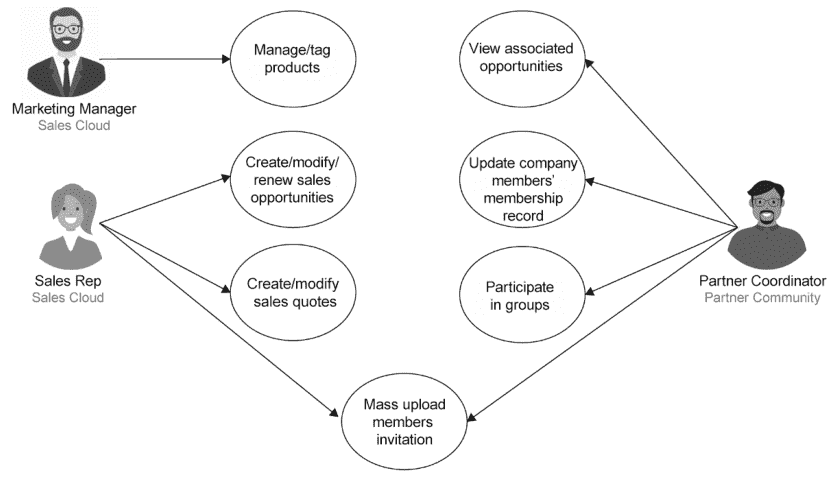 Marketing Manager
Sales Cloud
Manage/tag
products
View associated
opportunities
Sales Rep
Sales Cloud
Create/modify/
renew sales
opportunities
Update company
members'
membership
record
Create/modify
sales quotes
Participate
in groups
Partner Coordinator
Partner Community
Mass upload
members
invitation